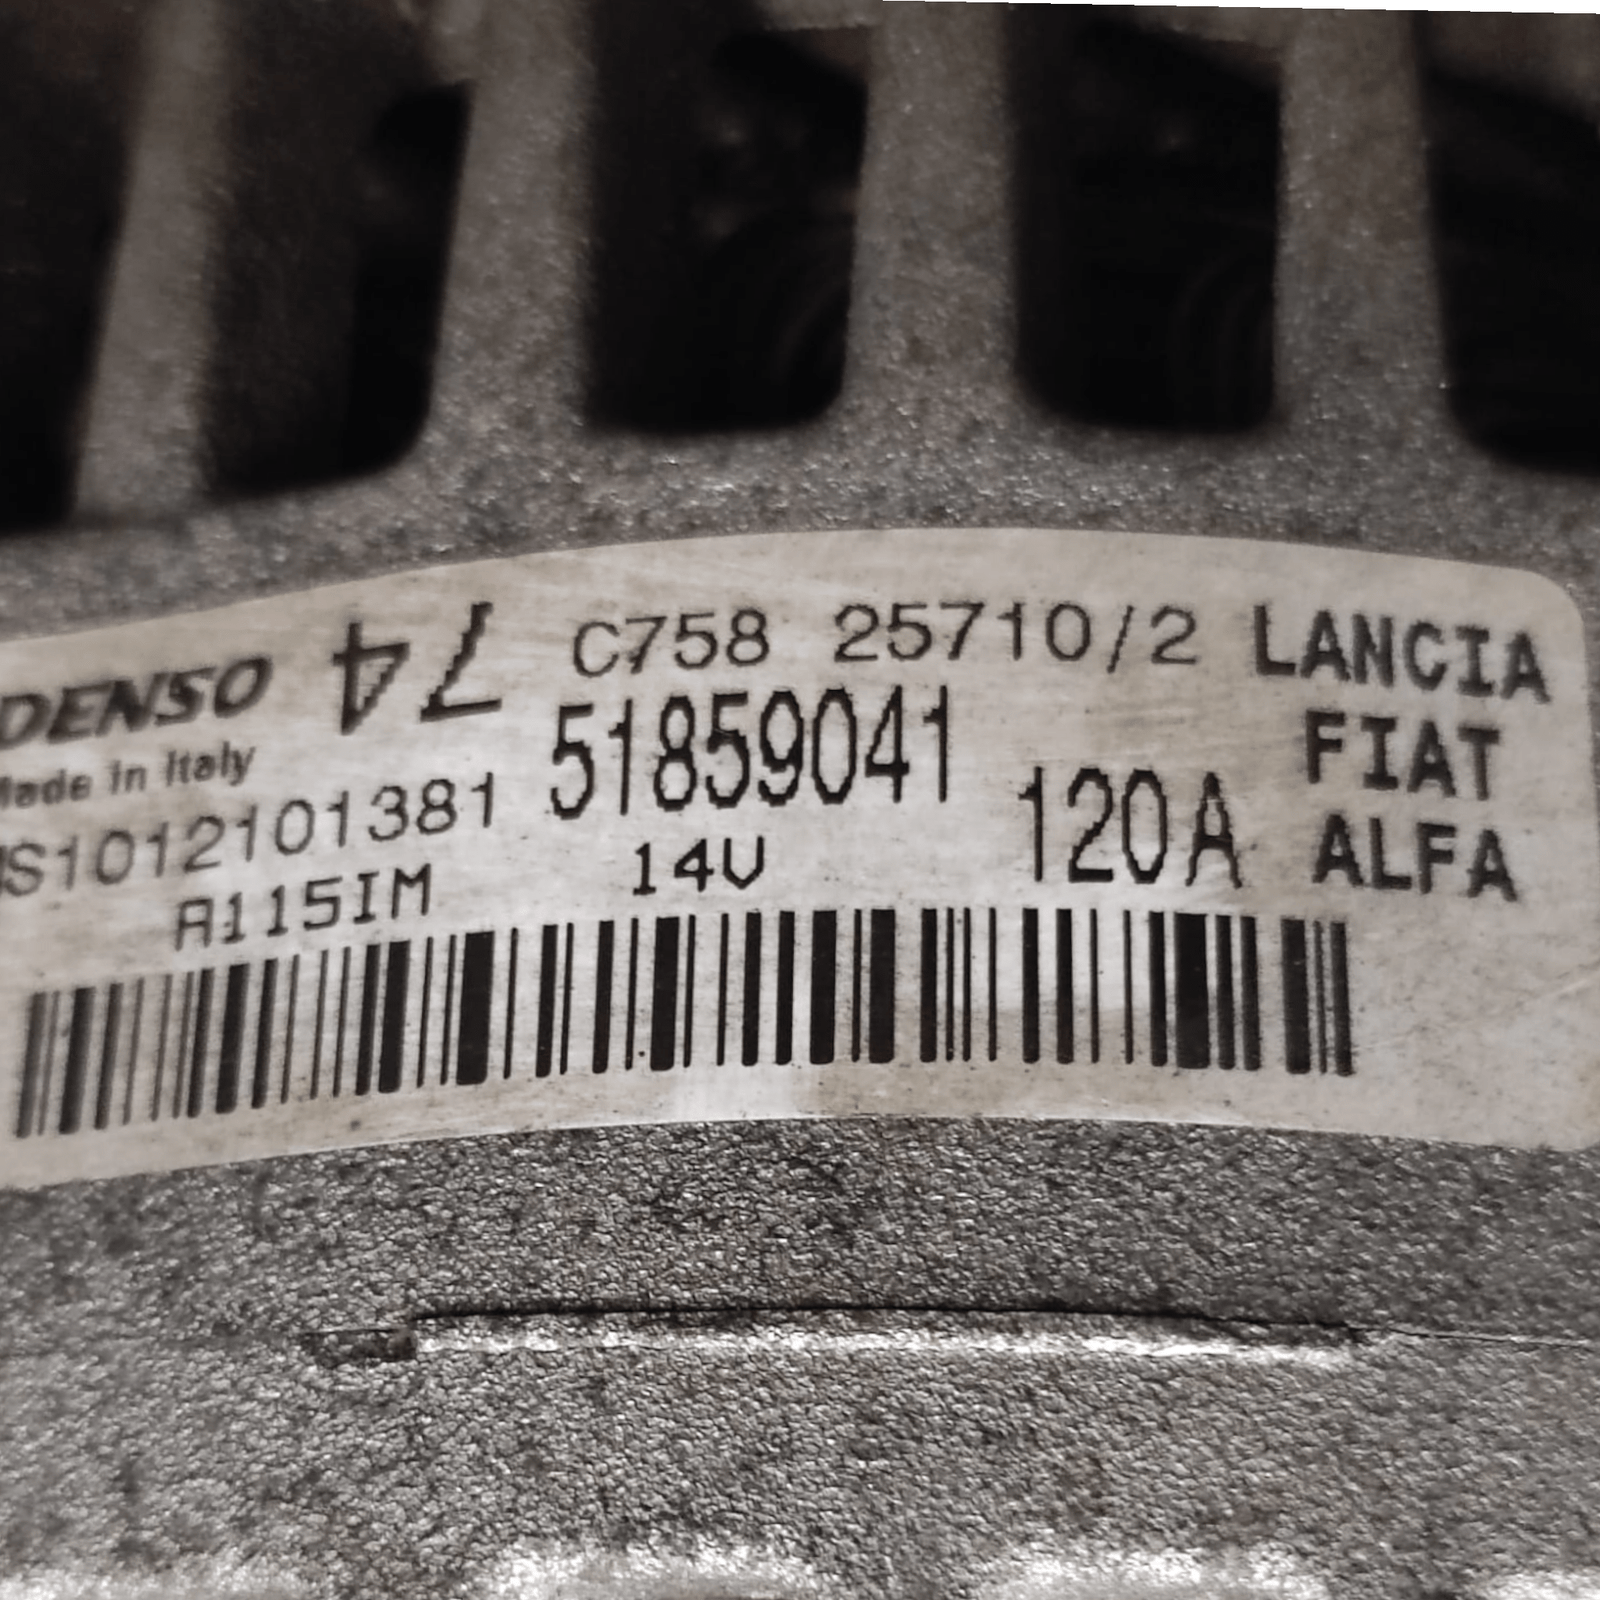 DENSO 74 C758 25710/2 LANCIA
Made in Italy 51859041 FIAT
MS1012101381 14V 120A ALFA
A115IM